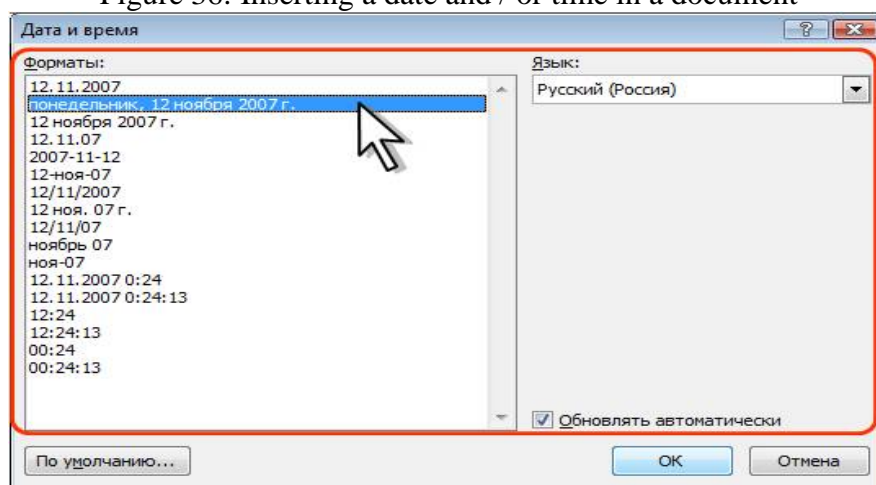 Figure 38. Inserting a date and / or time in a document
Дата и время
Форматы:
12.11.2007
понедельник, 12 ноября 2007 г.
12 ноября 2007 г.
12.11.07
2007-11-12
12-ноя-07
12/11/2007
12 ноя. 07 г.
12/11/07
ноябрь 07
ноя-07
12.11.2007 0:24
12.11.2007 0:24:13
12:24
12:24:13
00:24
00:24:13
Язык:
Русский (Россия)
Обновлять автоматически
По умолчанию...
ОК
Отмена